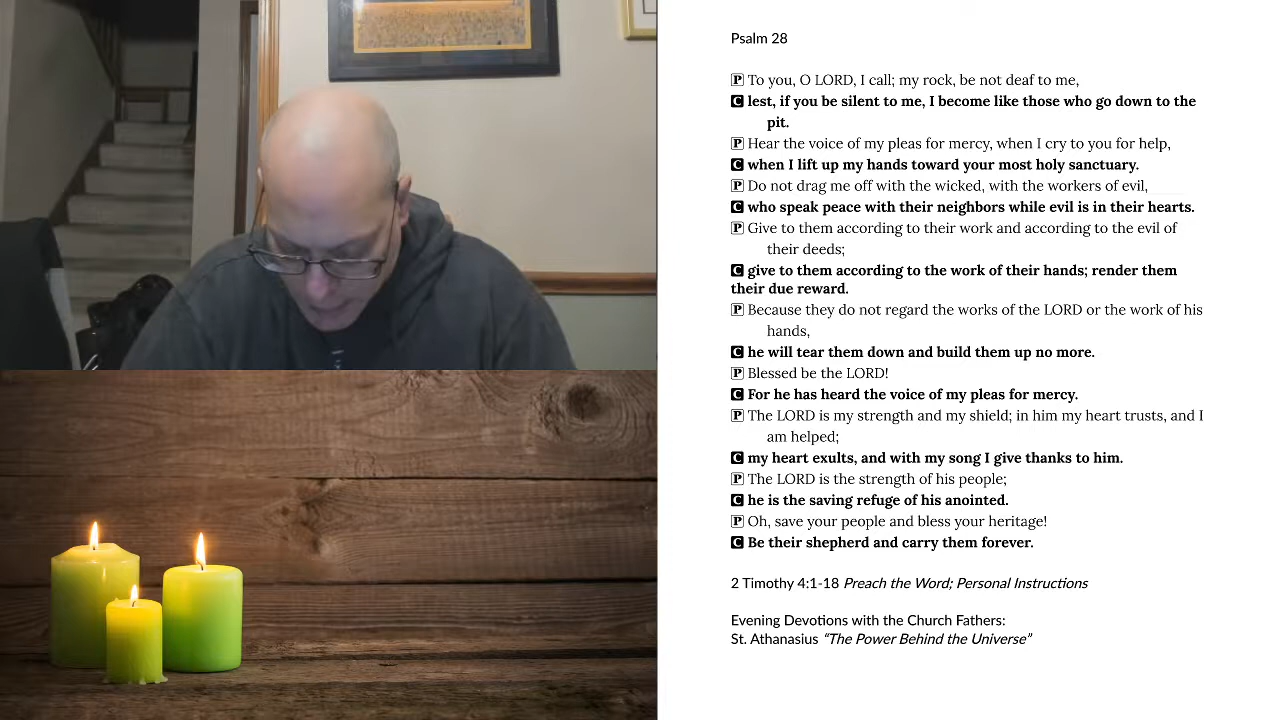 Psalm 28
P To you, O LORD, I call; my rock, be not deaf to me,
C lest, if you be silent to me, I become like those who go down to the
pit.
P Hear the voice of my pleas for mercy, when I cry to you for help,
C when I lift up my hands toward your most holy sanctuary.
P Do not drag me off with the wicked, with the workers of evil,
C who speak peace with their neighbors while evil is in their hearts.
P Give to them according to their work and according to the evil of
their deeds;
C give to them according to the work of their hands; render them
their due reward.
P Because they do not regard the works of the LORD or the work of his
hands,
C he will tear them down and build them up no more.
P Blessed be the LORD!
C For he has heard the voice of my pleas for mercy.
P The LORD is my strength and my shield; in him my heart trusts, and I
am helped;
C my heart exults, and with my song I give thanks to him.
P The LORD is the strength of his people;
C he is the saving refuge of his anointed.
P Oh, save your people and bless your heritage!
C Be their shepherd and carry them forever.
2 Timothy 4:1-18 Preach the Word; Personal Instructions
Evening Devotions with the Church Fathers:
St. Athanasius “The Power Behind the Universe”